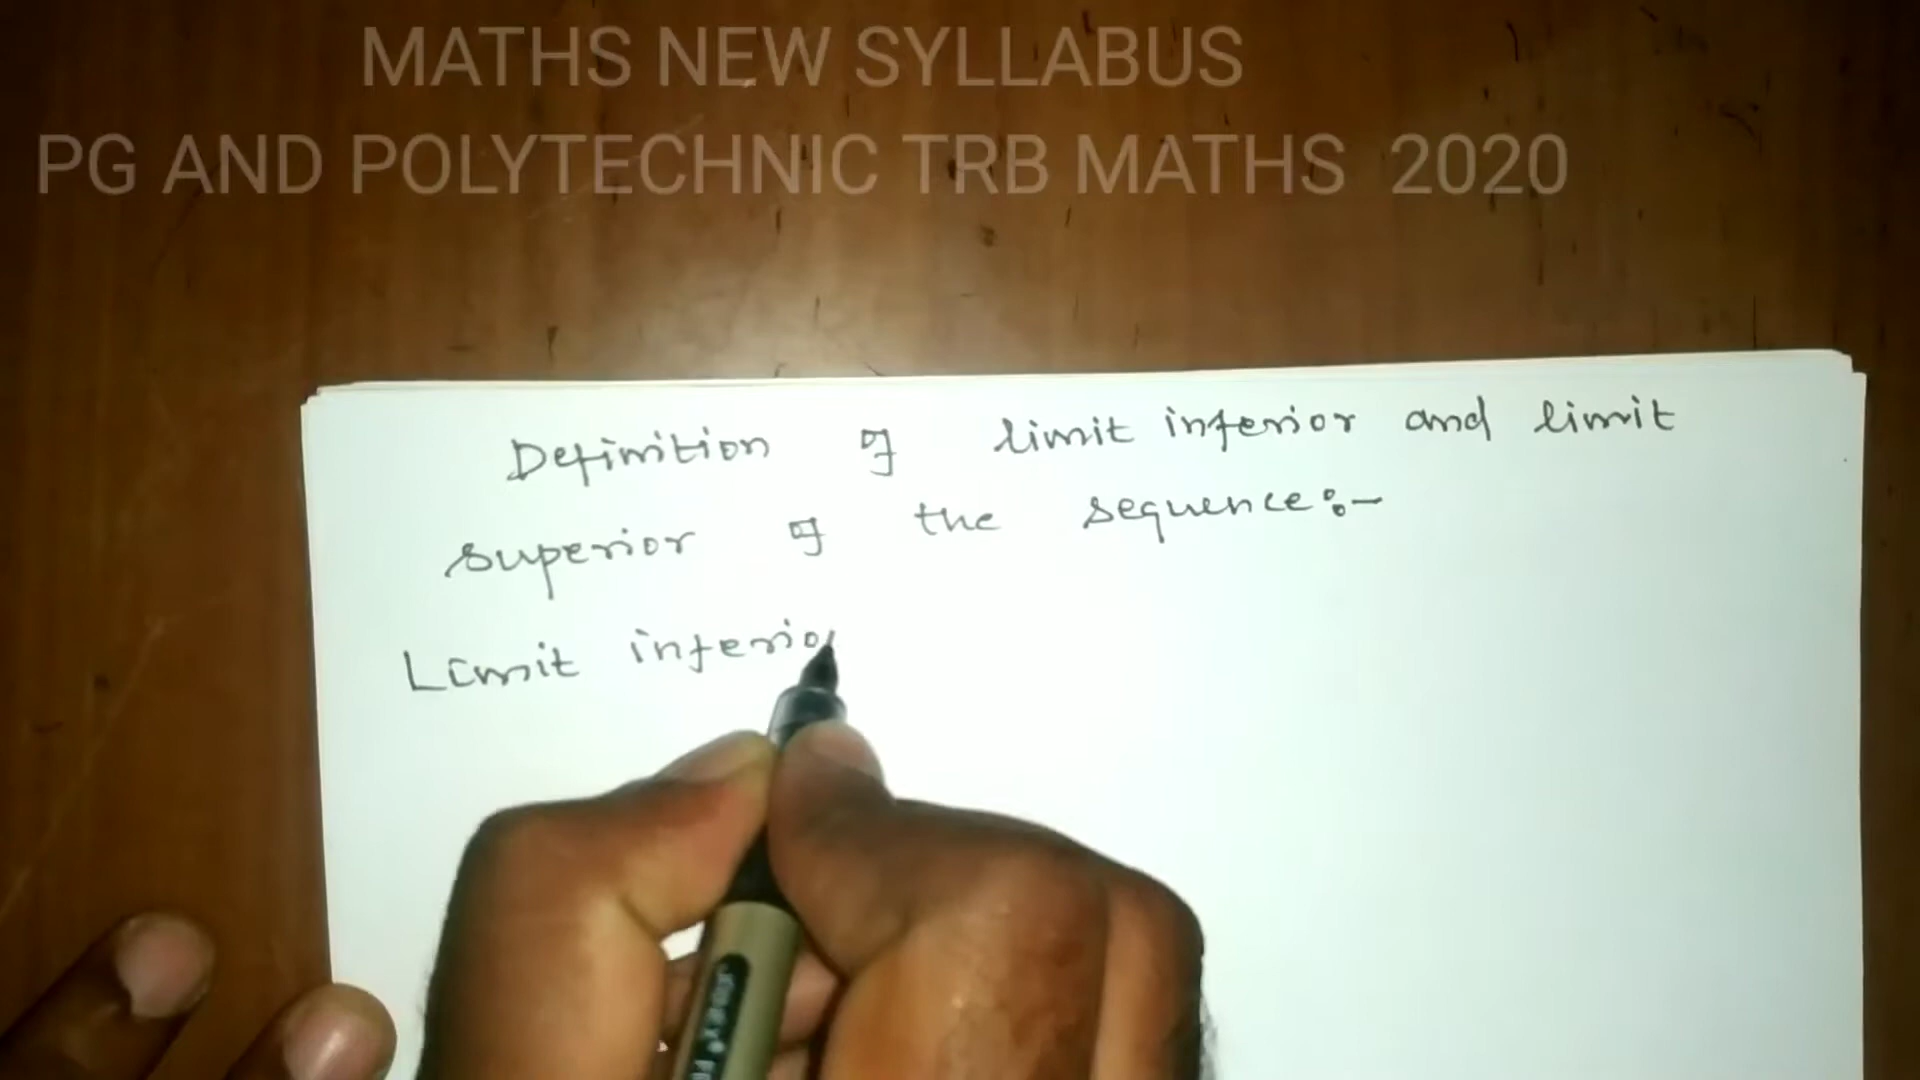 MATHS NEW SYLLABUS
PG AND POLYTECHNIC TRB MATHS 2020
Definition of limit inferior and limit
superior of the sequence:-
Limit inferio